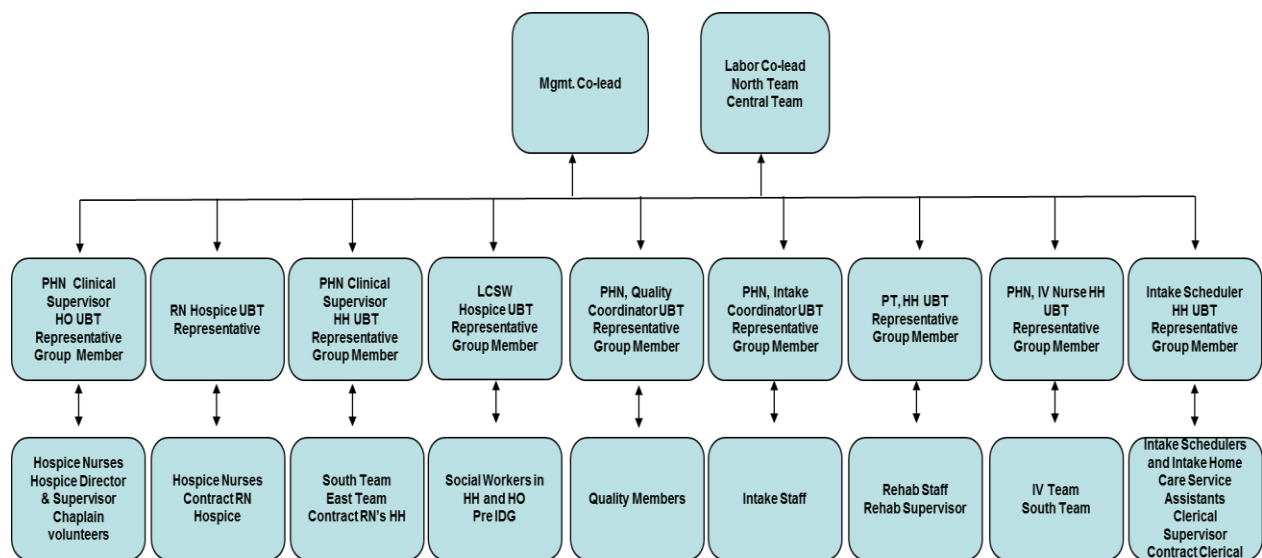 Mgmt. Co-lead
Labor Co-lead
North Team
Central Team
PHN Clinical
Supervisor
HO UBT
Representative
Group Member
RN Hospice UBT
Representative
PHN Clinical
Supervisor
HH UBT
Representative
Group Member
LCSW
Hospice UBT
Representative
Group Member
PHN, Quality
Coordinator UBT
Representative
Group Member
PHN, Intake
Coordinator UBT
Representative
Group Member
PT, HH UBT
Representative
Group Member
PHN, IV Nurse HH
UBT
Representative
Group Member
Intake Scheduler
HH UBT
Representative
Group Member
Hospice Nurses
Hospice Director
& Supervisor
Chaplain
volunteers
Hospice Nurses
Contract RN
Hospice
South Team
East Team
Contract RN's HH
Social Workers in
HH and HO
Pre IDG
Quality Members
Intake Staff
Rehab Staff
Rehab Supervisor
IV Team
South Team
Intake Schedulers
and Intake Home
Care Service
Assistants
Clerical
Supervisor
Contract Clerical